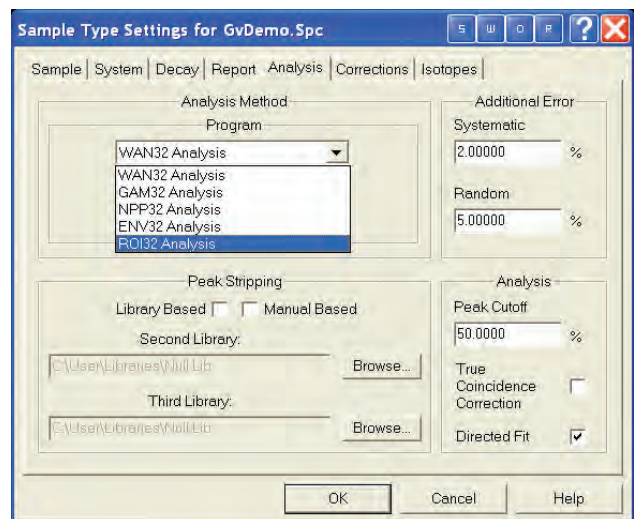 Sample Type Settings for GvDemo.Spc
S W O R ? X
Sample System Decay Report Analysis Corrections Isotopes
Analysis Method
Program
WAN32 Analysis
WAN32 Analysis
GAM32 Analysis
NPP32 Analysis
ENV32 Analysis
ROI32 Analysis
Additional Error
Systematic
2.00000 %
Random
5.00000 %
Peak Stripping
Library Based Manual Based
Second Library:
C:\User\Libraries\Null.Lib Browse...
Third Library:
C:\User\Libraries\Null.Lib Browse...
Analysis
Peak Cutoff
50.0000 %
True
Coincidence
Correction
Directed Fit
OK Cancel Help